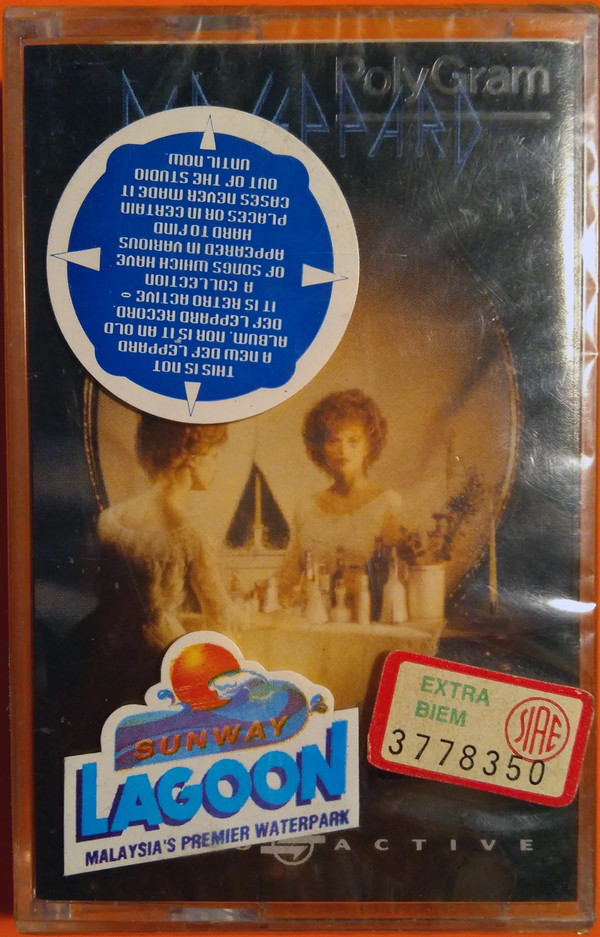 PolyGram
DEF LEPPARD
THIS IS NOT
A NEW DEF LEPPARD
ALBUM, NOR IS IT AN OLD
DEF LEPPARD RECORD.
IT IS RETRO ACTIVE ©
A COLLECTION
OF SONGS WHICH HAVE
APPEARED IN VARIOUS
HARD TO FIND
PLACES OR IN CERTAIN
CASES NEVER MADE IT
OUT OF THE STUDIO
UNTIL NOW.
SUNWAY
LAGOON
MALAYSIA'S PREMIER WATERPARK
EXTRA
BIEM
SIAE
3778350
ACTIVE